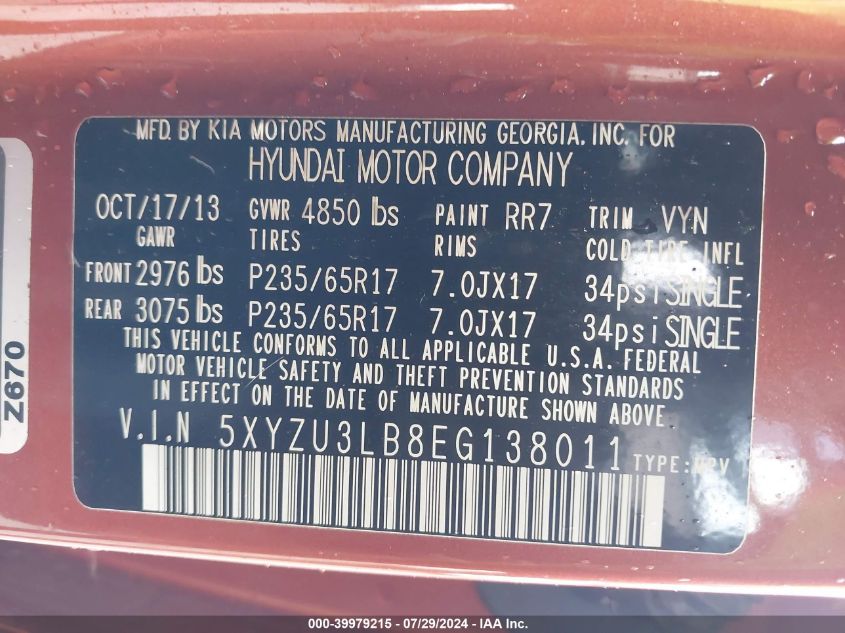 MFD. BY KIA MOTORS MANUFACTURING GEORGIA, INC. FOR
HYUNDAI MOTOR COMPANY
OCT/17/13 GVWR 4850 lbs PAINT RR7 TRIM VYN
GAWR TIRES RIMS COLD TIRE INFL
FRONT 2976 lbs P235/65R17 7.0JX17 34psi SINGLE
REAR 3075 lbs P235/65R17 7.0JX17 34psi SINGLE
THIS VEHICLE CONFORMS TO ALL APPLICABLE U.S.A. FEDERAL
MOTOR VEHICLE SAFETY AND THEFT PREVENTION STANDARDS
IN EFFECT ON THE DATE OF MANUFACTURE SHOWN ABOVE.
V.I.N 5XYZU3LB8EG138011 TYPE:MPV
Z670
000-39979215 - 07/29/2024 - IAA Inc.